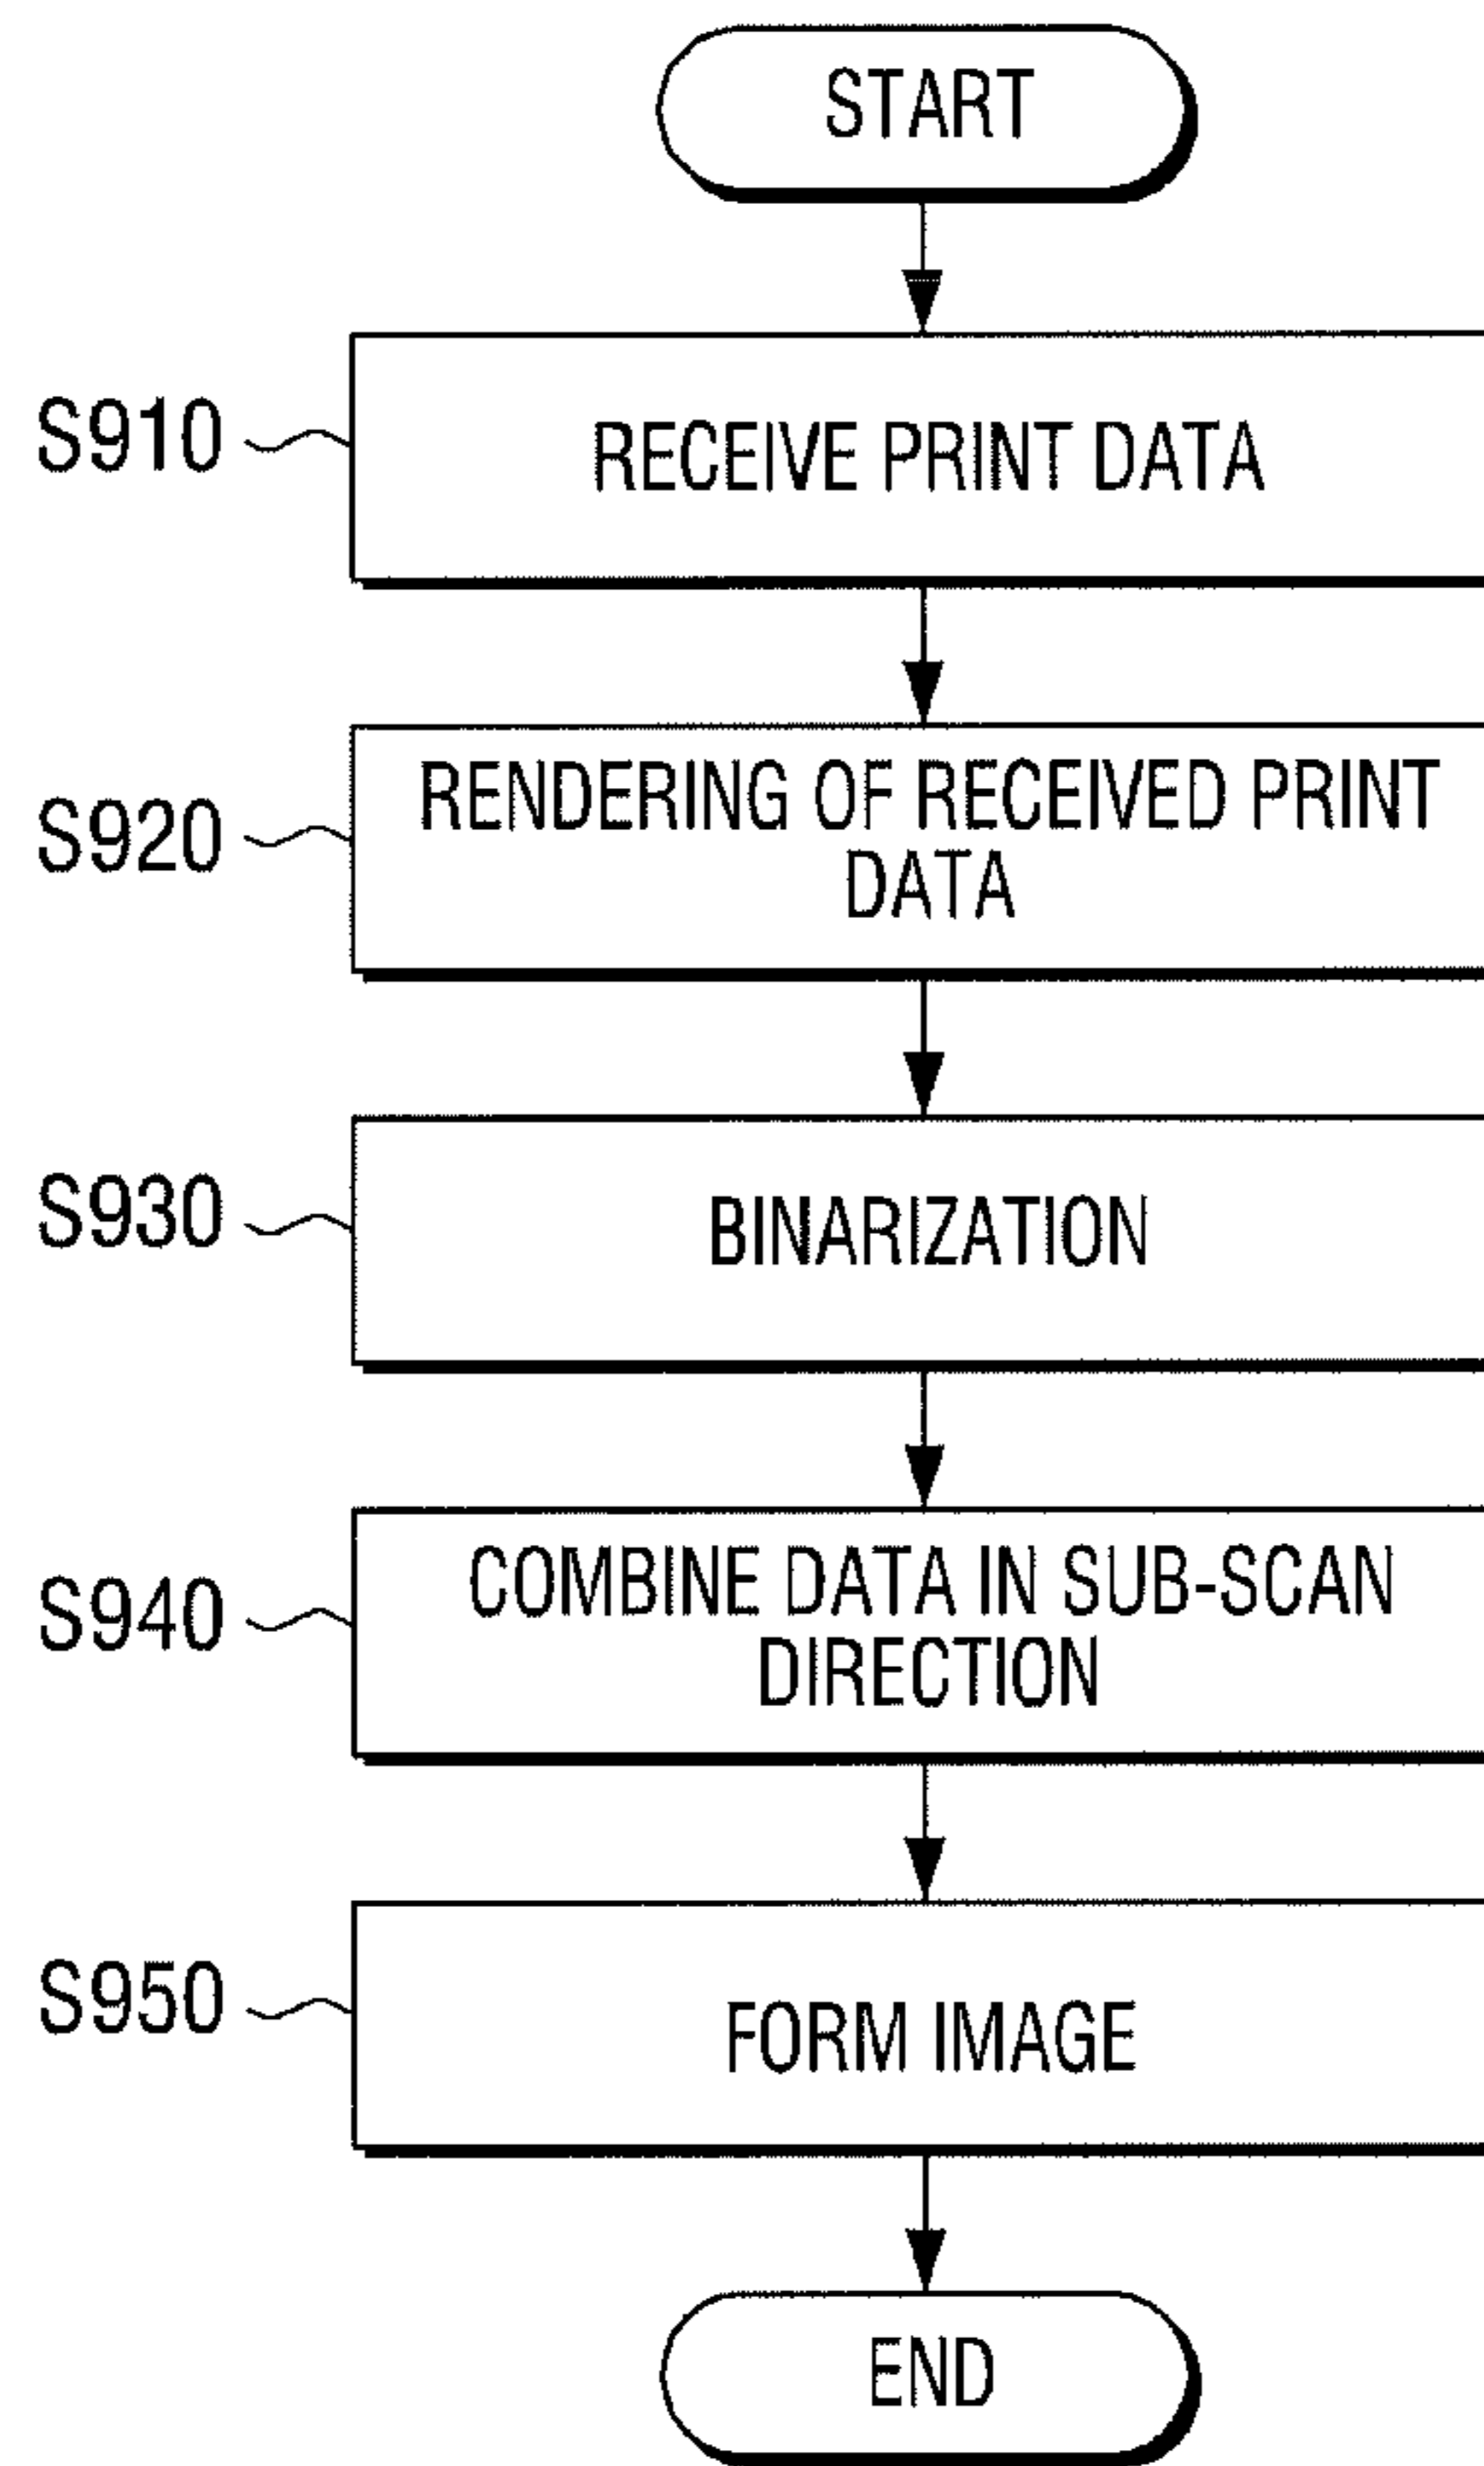 START
S910
RECEIVE PRINT DATA
S920
RENDERING OF RECEIVED PRINT
DATA
S930
BINARIZATION
S940
COMBINE DATA IN SUB-SCAN
DIRECTION
S950
FORM IMAGE
END